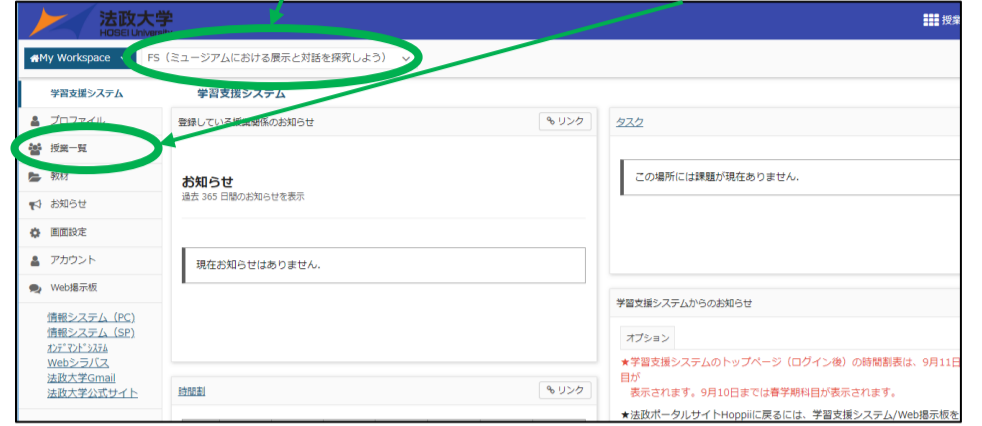 法政大学
HOSEI Univers
授業
My Workspace
FS（ミュージアムにおける展示と対話を探究しよう）
学習支援システム
学習支援システム
プロファイル
授業一覧
教材
お知らせ
画面設定
アカウント
Web掲示板
情報システム（PC）
情報システム（SP）
ｵﾝﾃﾞﾏﾝﾄﾞｼｽﾃﾑ
Webシラバス
法政大学Gmail
法政大学公式サイト
登録している授業関係のお知らせ
リンク
お知らせ
過去 365 日間のお知らせを表示
現在お知らせはありません．
時間割
リンク
タスク
この場所には課題が現在ありません．
学習支援システムからのお知らせ
オプション
★学習支援システムのトップページ（ログイン後）の時間割表は、9月11日
目が
表示されます。9月10日までは春学期科目が表示されます。
★法政ポータルサイトHoppiiに戻るには、学習支援システム/Web掲示板を